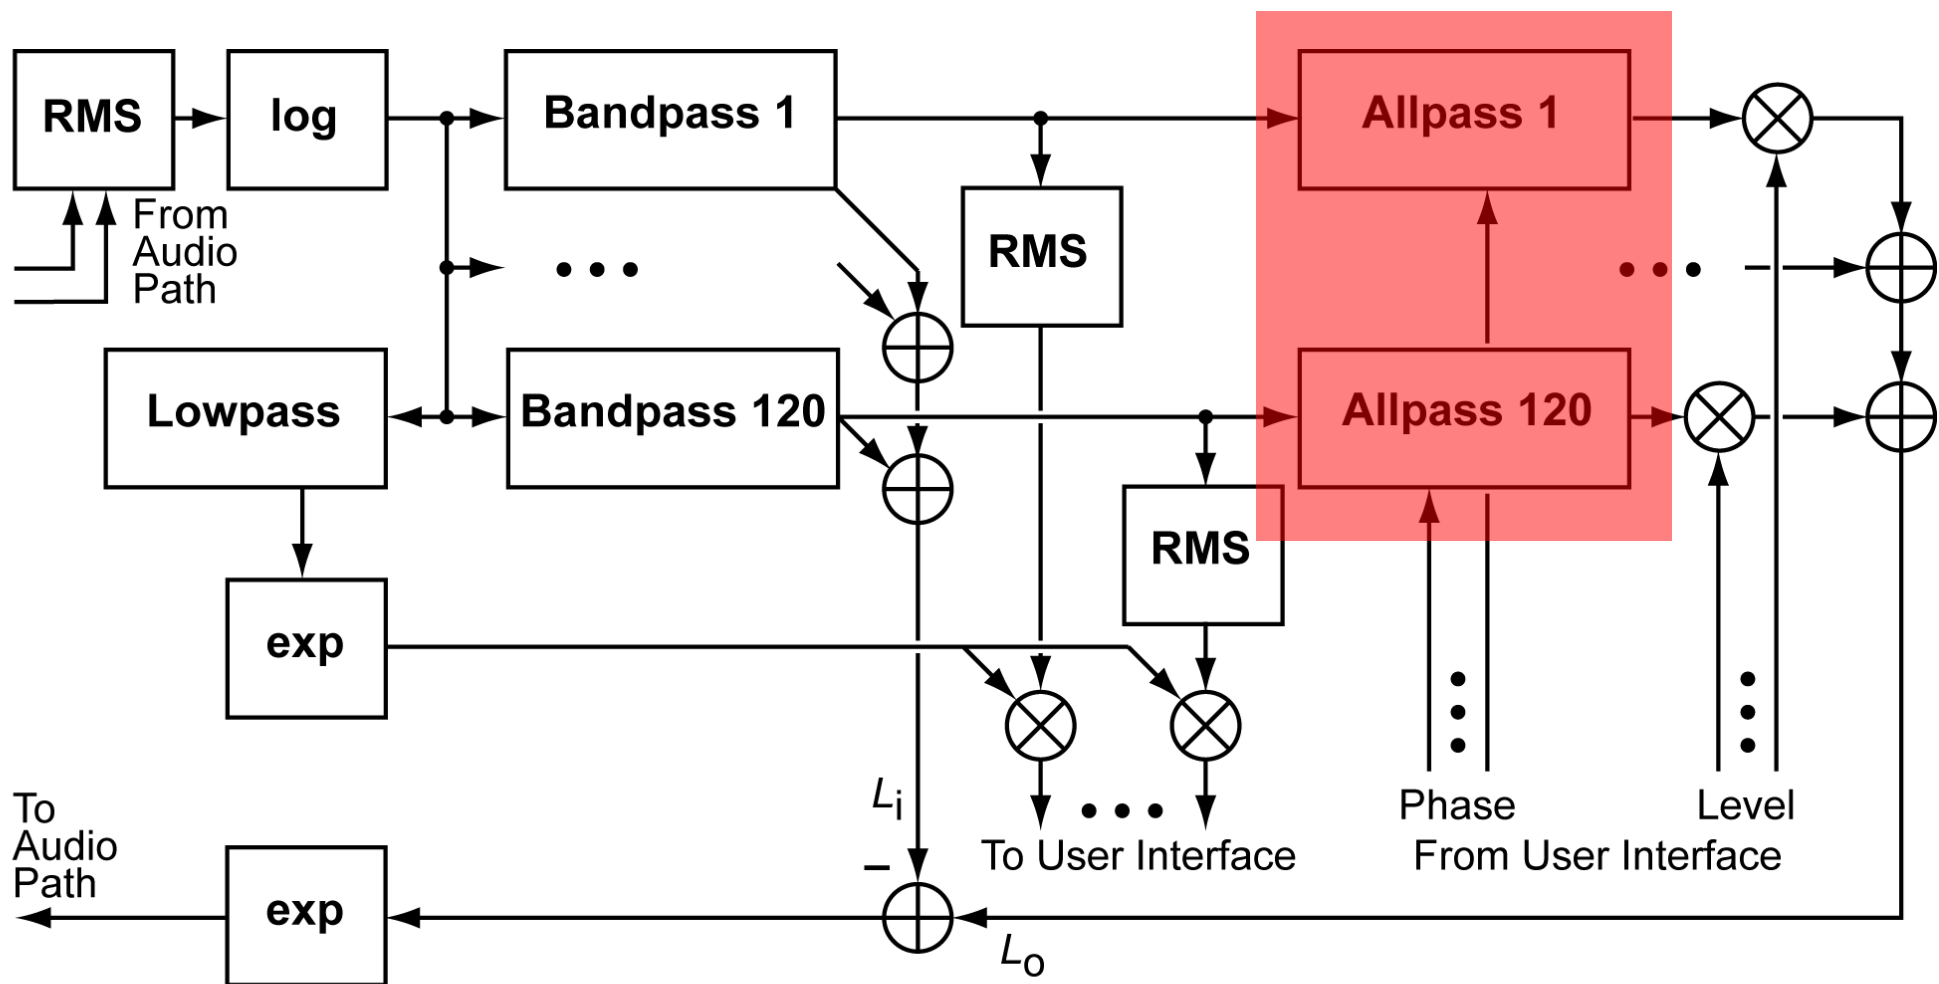 RMS
log
Bandpass 1
Allpass 1
From
Audio
Path
RMS
Lowpass
Bandpass 120
Allpass 120
RMS
exp
Li
–
To User Interface
Phase
Level
From User Interface
To
Audio
Path
exp
Lo